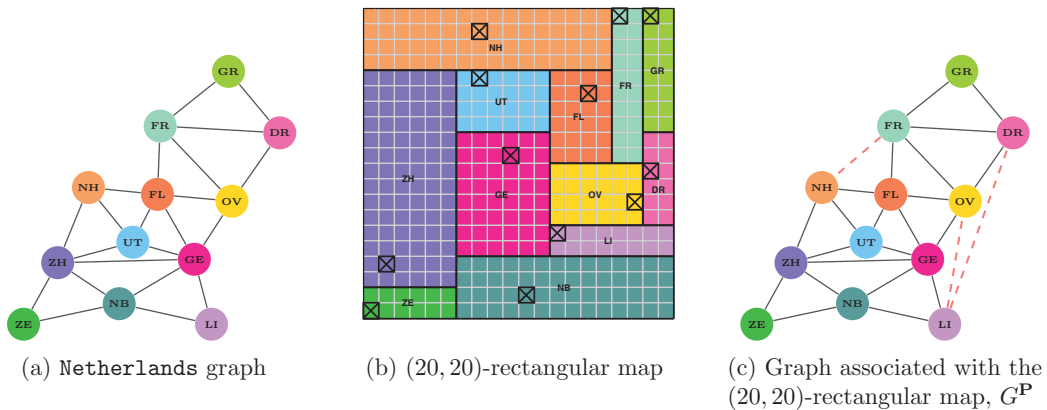 GR
FR
DR
NH
FL
OV
UT
ZH
GE
NB
ZE
LI
(a) Netherlands graph
NH
GR
FR
UT
FL
ZH
GE
OV
DR
LI
NB
ZE
(b) (20, 20)-rectangular map
GR
FR
DR
NH
FL
OV
UT
ZH
GE
NB
ZE
LI
(c) Graph associated with the
(20, 20)-rectangular map, G^P